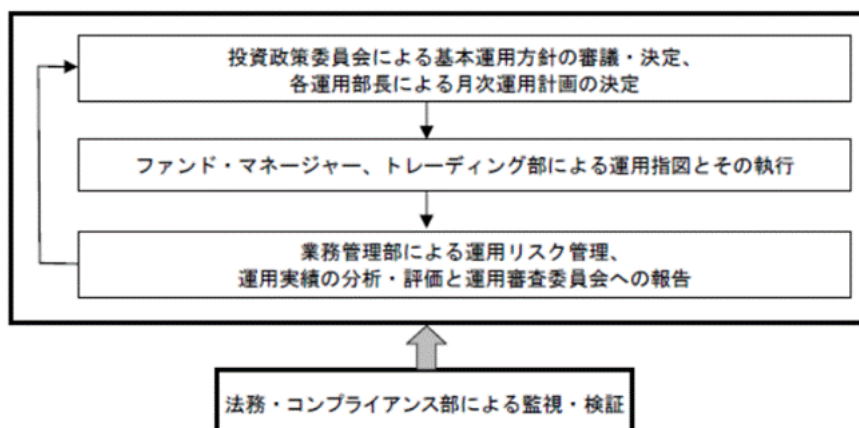 投資政策委員会による基本運用方針の審議・決定、
各運用部長による月次運用計画の決定
ファンド・マネージャー、トレーディング部による運用指図とその執行
業務管理部による運用リスク管理、
運用実績の分析・評価と運用審査委員会への報告
法務・コンプライアンス部による監視・検証